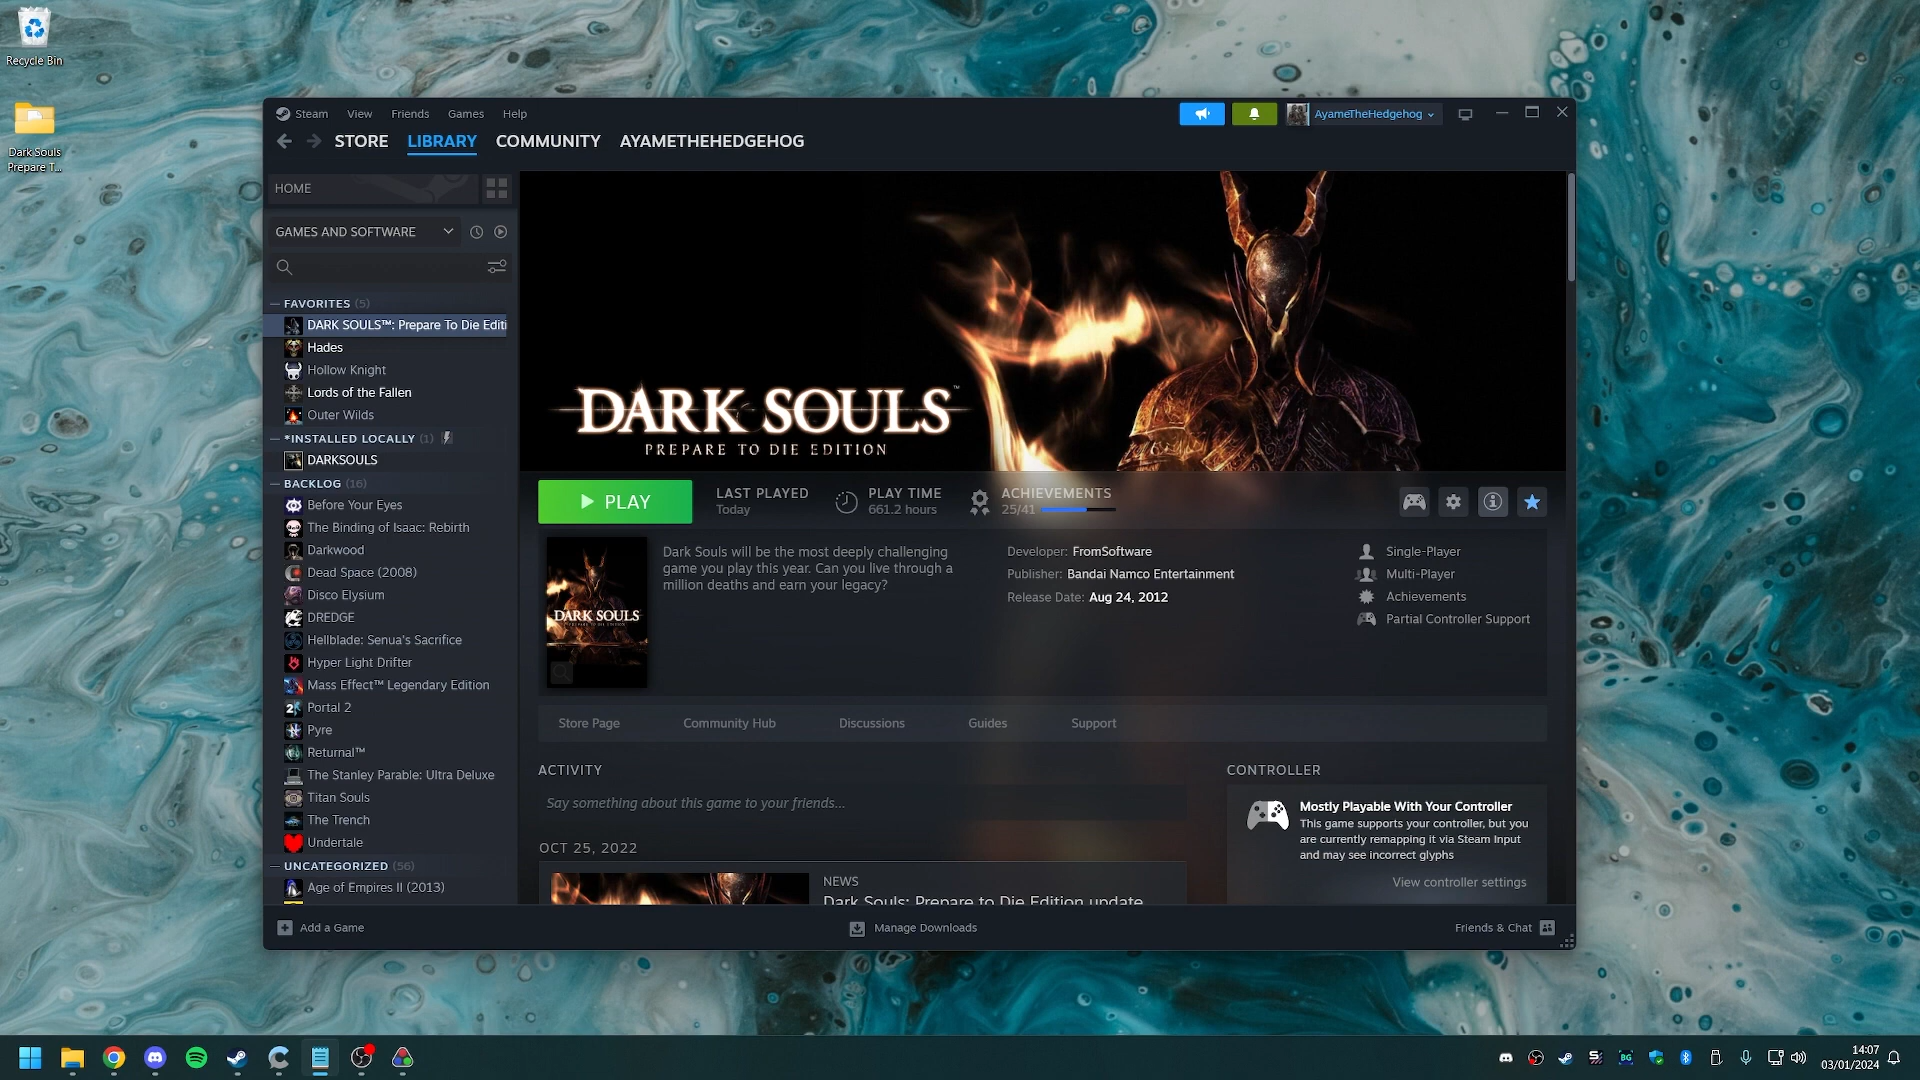 Recycle Bin
Dark Souls
Prepare T...
Steam View Friends Games Help
AyameTheHedgehog
STORE LIBRARY COMMUNITY AYAMETHEHEDGEHOG
HOME
GAMES AND SOFTWARE
FAVORITES (5)
DARK SOULS™: Prepare To Die Editi
Hades
Hollow Knight
Lords of the Fallen
Outer Wilds
*INSTALLED LOCALLY (1)
DARKSOULS
BACKLOG (16)
Before Your Eyes
The Binding of Isaac: Rebirth
Darkwood
Dead Space (2008)
Disco Elysium
DREDGE
Hellblade: Senua's Sacrifice
Hyper Light Drifter
Mass Effect™ Legendary Edition
Portal 2
Pyre
Returnal™
The Stanley Parable: Ultra Deluxe
Titan Souls
The Trench
Undertale
UNCATEGORIZED (56)
Age of Empires II (2013)
DARK SOULS™
PREPARE TO DIE EDITION
PLAY
LAST PLAYED
Today
PLAY TIME
661.2 hours
ACHIEVEMENTS
25/41
DARK SOULS
Dark Souls will be the most deeply challenging
game you play this year. Can you live through a
million deaths and earn your legacy?
Developer: FromSoftware
Publisher: Bandai Namco Entertainment
Release Date: Aug 24, 2012
Single-Player
Multi-Player
Achievements
Partial Controller Support
Store Page Community Hub Discussions Guides Support
ACTIVITY
Say something about this game to your friends...
OCT 25, 2022
NEWS
Dark Souls: Prepare to Die Edition update
CONTROLLER
Mostly Playable With Your Controller
This game supports your controller, but you
are currently remapping it via Steam Input
and may see incorrect glyphs
View controller settings
Add a Game
Manage Downloads
Friends & Chat
BG
14:07
03/01/2024